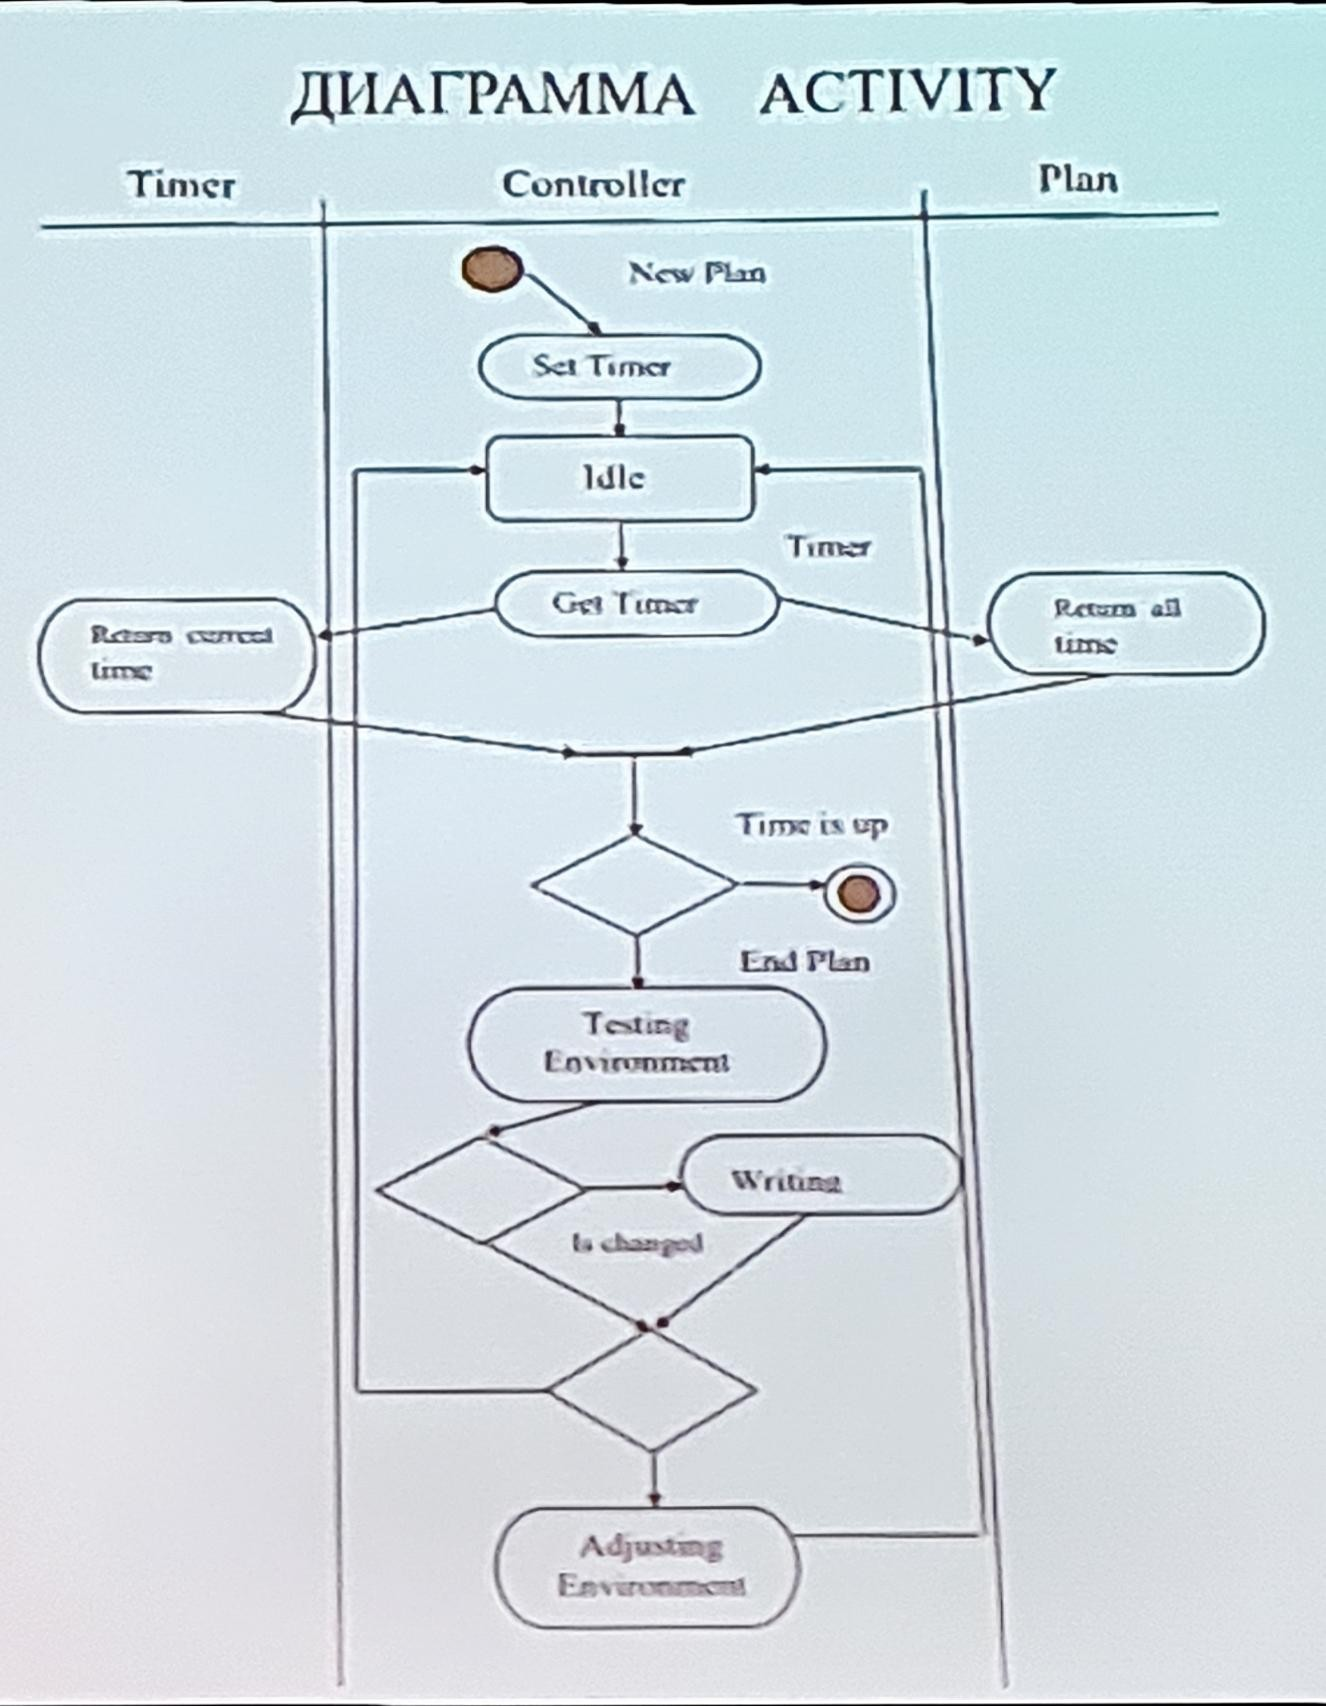 ДИАГРАММА ACTIVITY
Timer Controller Plan
New Plan
Set Timer
Idle
Timer
Get Timer
Return all
time
Return current
time
Time is up
End Plan
Testing
Environment
Writing
Is changed
Adjusting
Environment